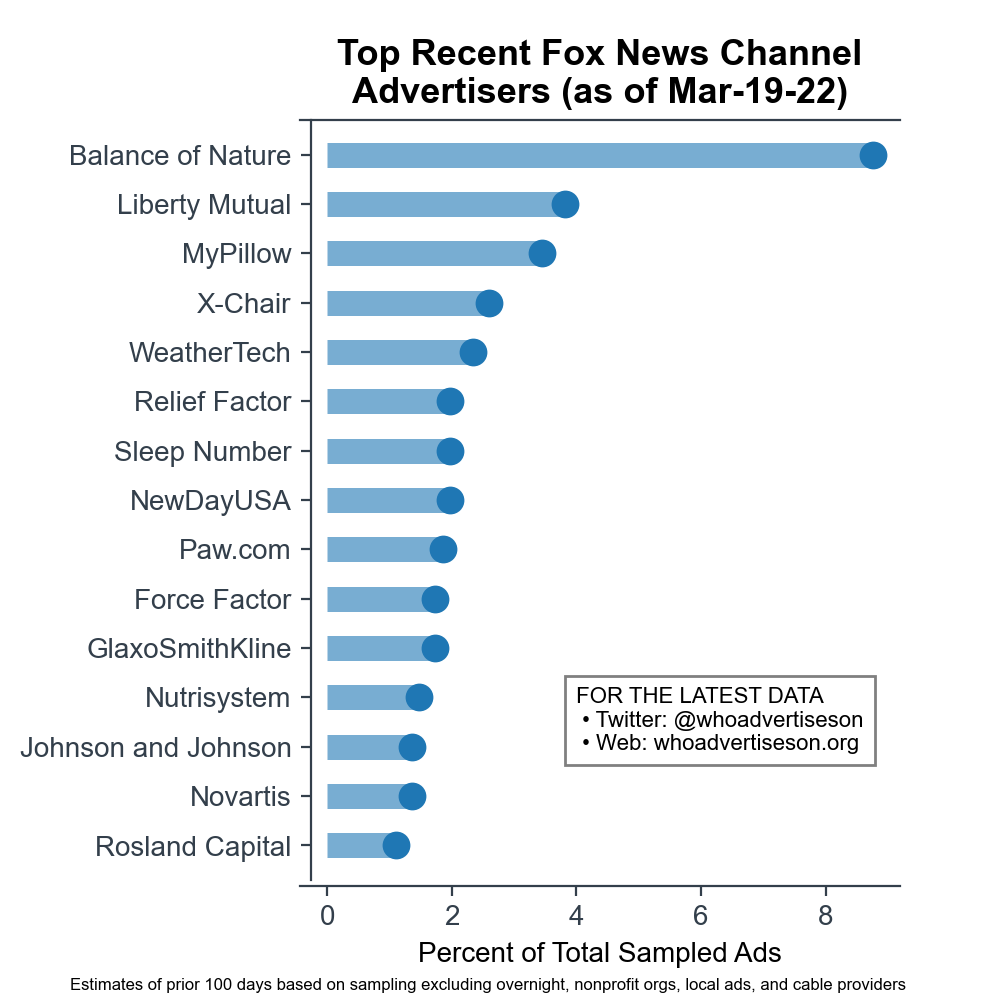 Top Recent Fox News Channel
Advertisers (as of Mar-19-22)
Balance of Nature
Liberty Mutual
MyPillow
X-Chair
WeatherTech
Relief Factor
Sleep Number
NewDayUSA
Paw.com
Force Factor
GlaxoSmithKline
Nutrisystem
Johnson and Johnson
Novartis
Rosland Capital
FOR THE LATEST DATA
• Twitter: @whoadvertiseson
• Web: whoadvertiseson.org
0 2 4 6 8
Percent of Total Sampled Ads
Estimates of prior 100 days based on sampling excluding overnight, nonprofit orgs, local ads, and cable providers